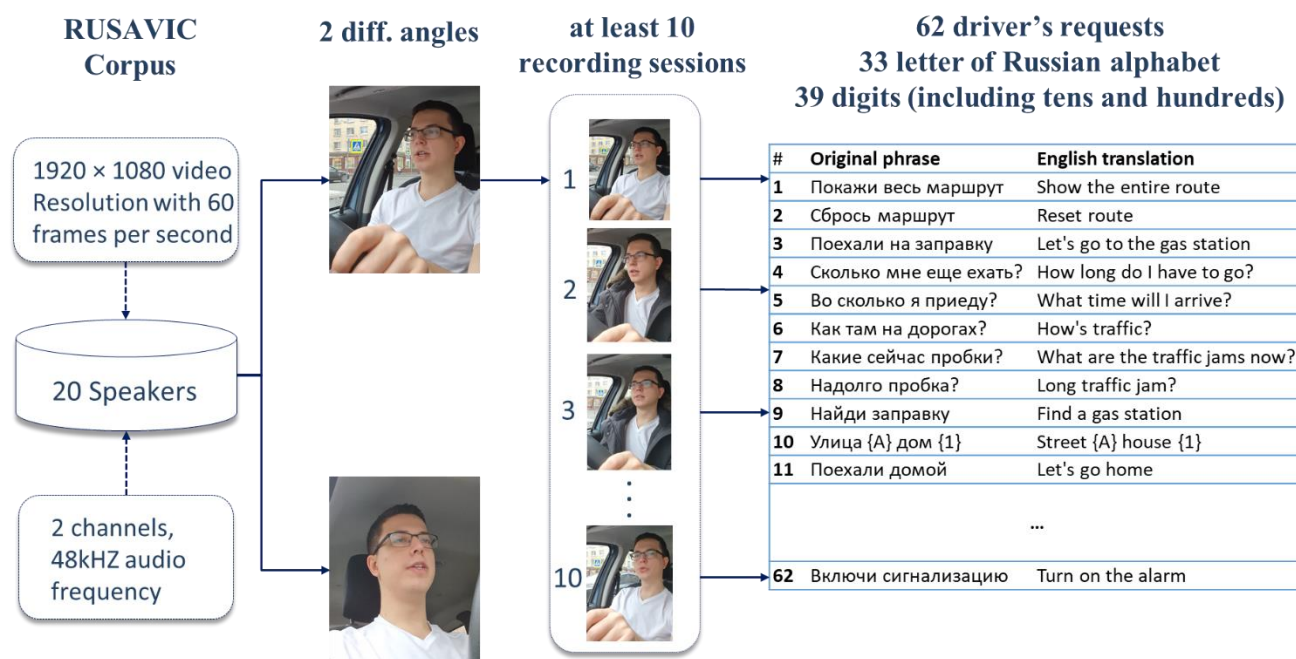 RUSAVIC
Corpus
2 diff. angles
at least 10
recording sessions
62 driver's requests
33 letter of Russian alphabet
39 digits (including tens and hundreds)
1920 × 1080 video
Resolution with 60
frames per second
20 Speakers
2 channels,
48kHZ audio
frequency
1
2
3
10
# Original phrase English translation
1 Покажи весь маршрут Show the entire route
2 Сбрось маршрут Reset route
3 Поехали на заправку Let's go to the gas station
4 Сколько мне еще ехать? How long do I have to go?
5 Во сколько я приеду? What time will I arrive?
6 Как там на дорогах? How's traffic?
7 Какие сейчас пробки? What are the traffic jams now?
8 Надолго пробка? Long traffic jam?
9 Найди заправку Find a gas station
10 Улица {А} дом {1} Street {A} house {1}
11 Поехали домой Let's go home
...
62 Включи сигнализацию Turn on the alarm